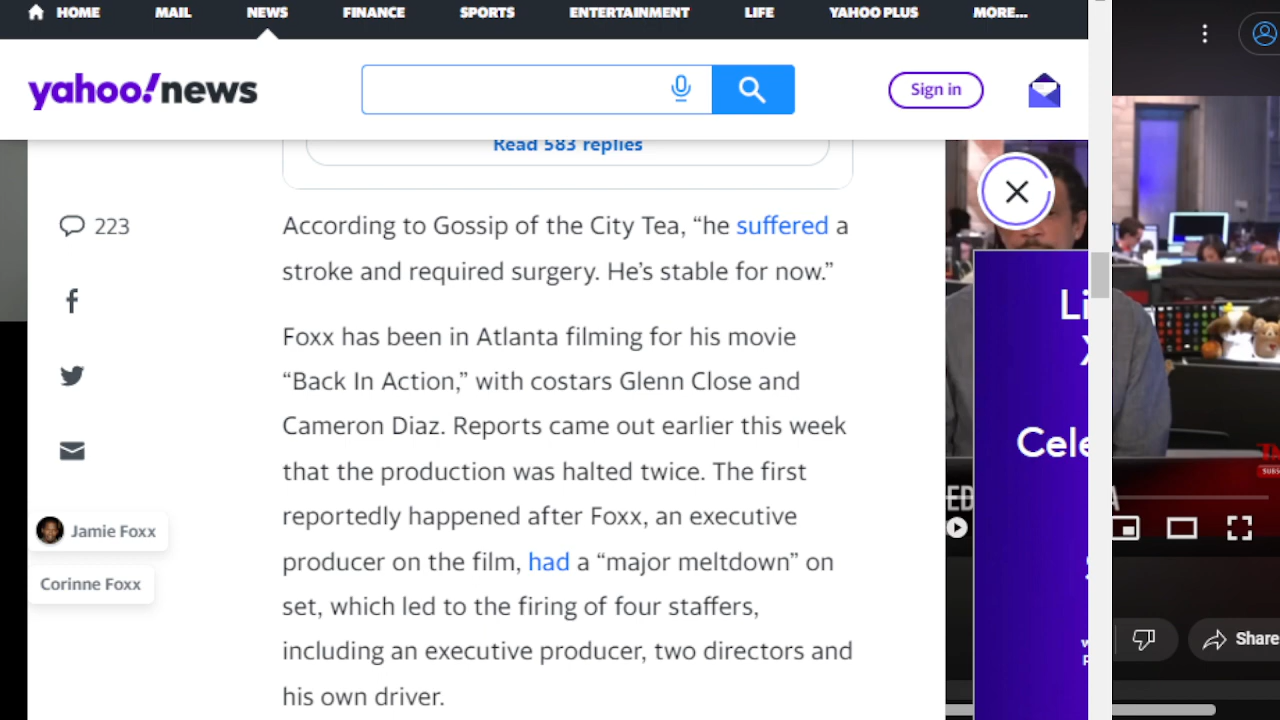 HOME MAIL NEWS FINANCE SPORTS ENTERTAINMENT LIFE YAHOO PLUS MORE...
yahoo!news
Sign in
Read 583 replies
223
According to Gossip of the City Tea, “he suffered a
stroke and required surgery. He’s stable for now.”
Foxx has been in Atlanta filming for his movie
“Back In Action,” with costars Glenn Close and
Cameron Diaz. Reports came out earlier this week
that the production was halted twice. The first
reportedly happened after Foxx, an executive
producer on the film, had a “major meltdown” on
set, which led to the firing of four staffers,
including an executive producer, two directors and
his own driver.
Jamie Foxx
Corinne Foxx
Li
Cele
ED
A
Share